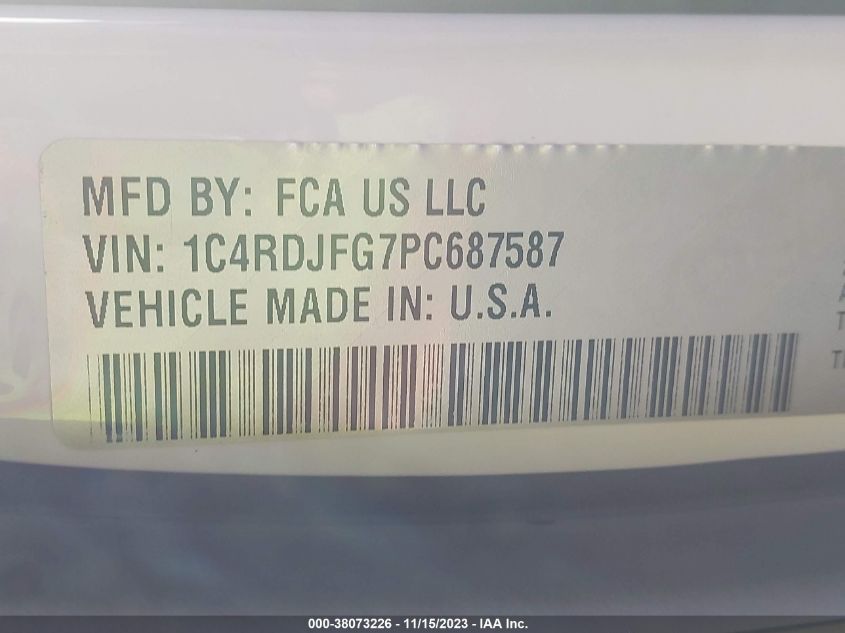 MFD BY: FCA US LLC
VIN: 1C4RDJFG7PC687587
VEHICLE MADE IN: U.S.A.
000-38073226 - 11/15/2023 - IAA Inc.